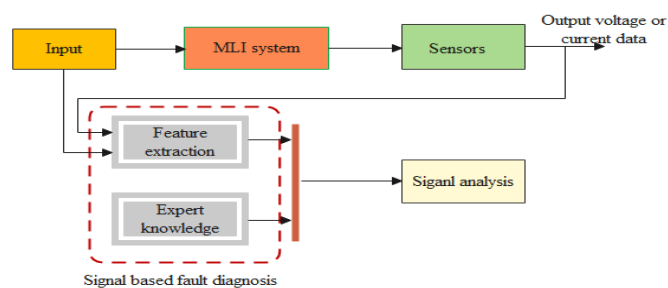 Output voltage or
current data
Input
MLI system
Sensors
Feature
extraction
Expert
knowledge
Siganl analysis
Signal based fault diagnosis